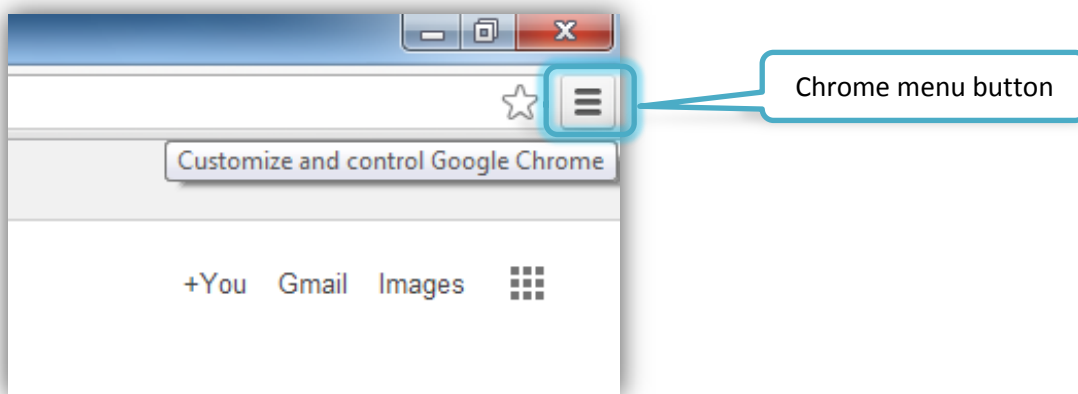 Chrome menu button
Customize and control Google Chrome
+You Gmail Images